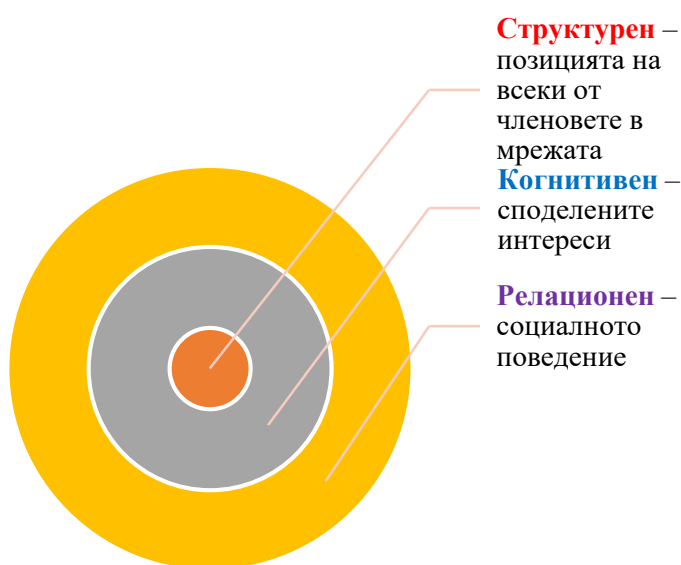 Структурен –
позицията на
всеки от
членовете в
мрежата
Когнитивен –
споделените
интереси
Релационен –
социалното
поведение